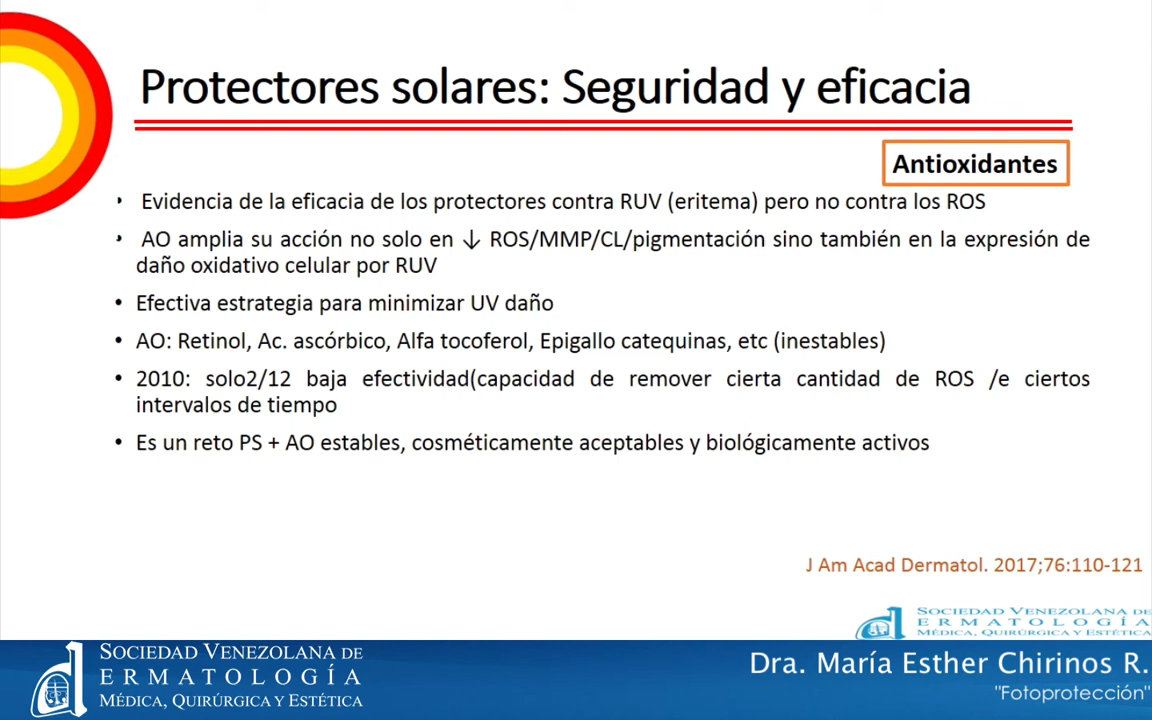 Protectores solares: Seguridad y eficacia
Antioxidantes
• Evidencia de la eficacia de los protectores contra RUV (eritema) pero no contra los ROS
• AO amplia su acción no solo en ↓ ROS/MMP/CL/pigmentación sino también en la expresión de
daño oxidativo celular por RUV
• Efectiva estrategia para minimizar UV daño
• AO: Retinol, Ac. ascórbico, Alfa tocoferol, Epigallo catequinas, etc (inestables)
• 2010: solo2/12 baja efectividad(capacidad de remover cierta cantidad de ROS /e ciertos
intervalos de tiempo
• Es un reto PS + AO estables, cosméticamente aceptables y biológicamente activos
J Am Acad Dermatol. 2017;76:110-121
SOCIEDAD VENEZOLANA DE
ERMATOLOGÍA
MÉDICA, QUIRÚRGICA Y ESTÉTICA
SOCIEDAD VENEZOLANA DE
ERMATOLOGÍA
MÉDICA, QUIRÚRGICA Y ESTÉTICA
Dra. María Esther Chirinos R.
"Fotoprotección"